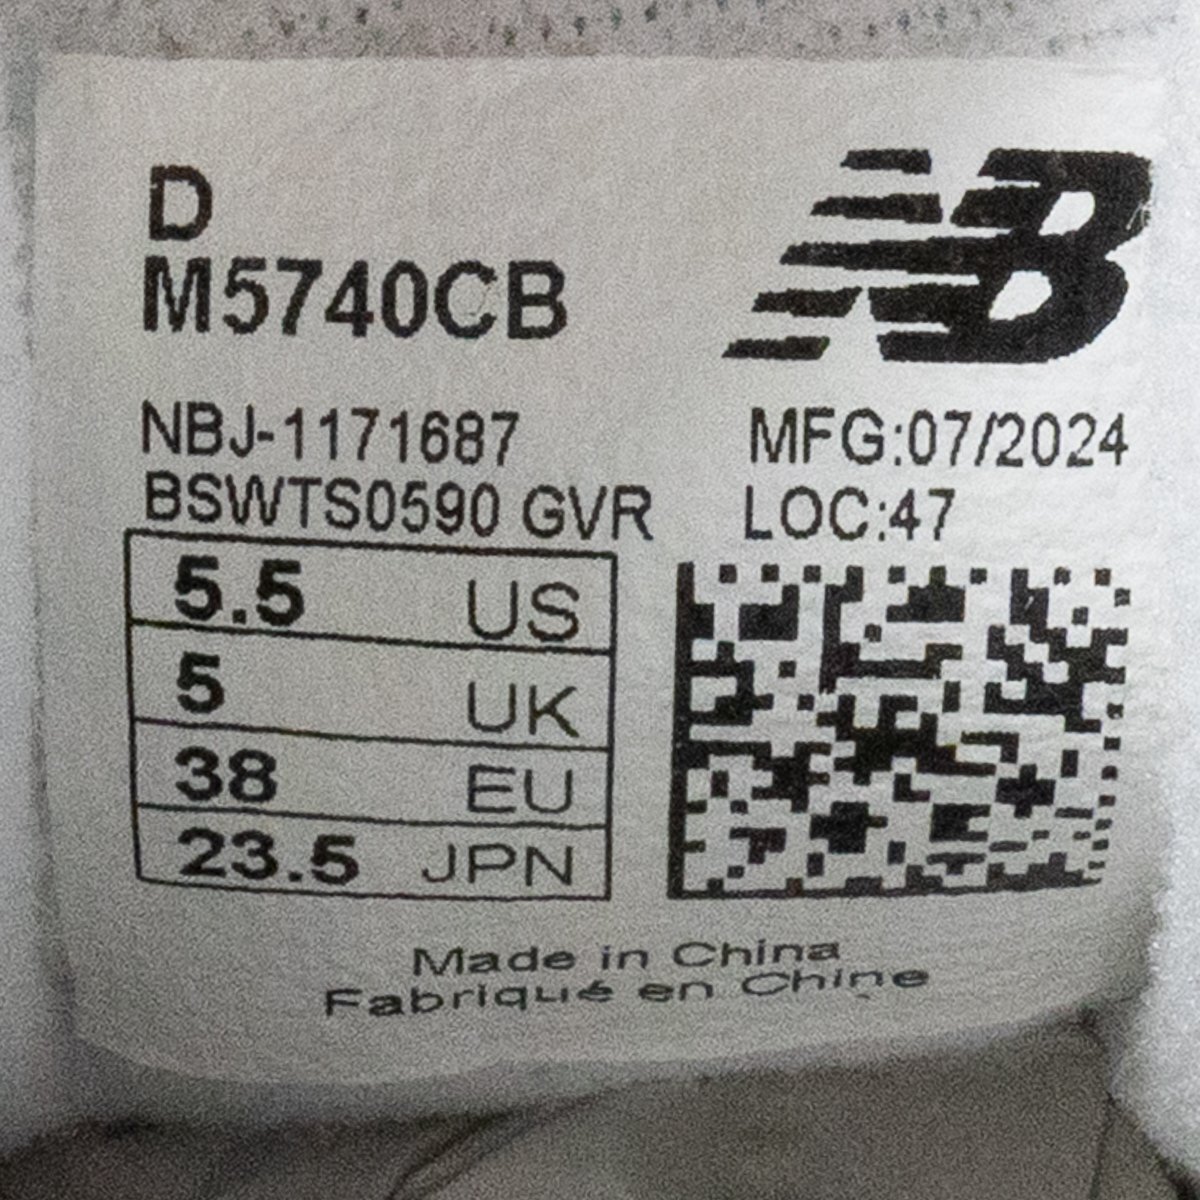 D
NB
M5740CB
NBJ-1171687
MFG:07/2024
BSWTS0590 GVR
LOC:47
5.5 US
5 UK
38 EU
23.5 JPN
Made in China
Fabriqué en Chine